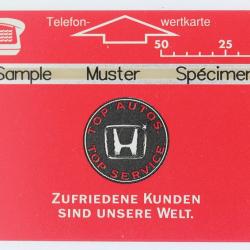 Telefon- wertkarte
50 25
Sample Muster Spécimen
TOP AUTOS
TOP SERVICE
ZUFRIEDENE KUNDEN
SIND UNSERE WELT.